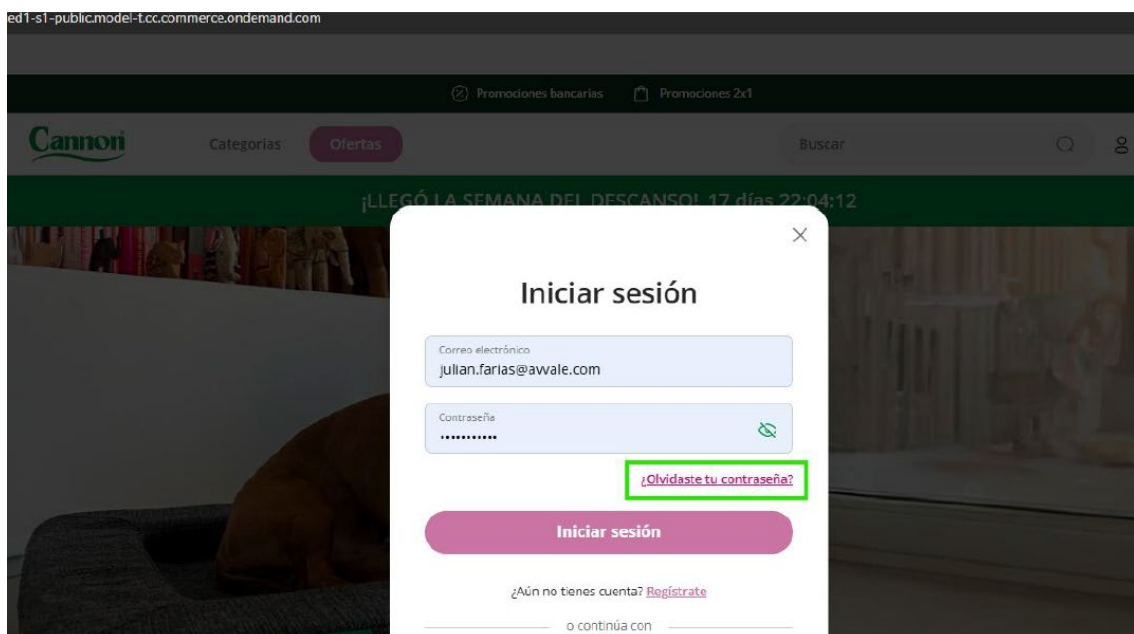 ed1-s1-public.model-t.cc.commerce.ondemand.com
Promociones bancarias Promociones 2x1
Cannon Categorias Ofertas Buscar
¡LLEGÓ LA SEMANA DEL DESCANSO! 17 días 22:04:12
Iniciar sesión
Correo electrónico
julian.farias@avvale.com
Contraseña
¿Olvidaste tu contraseña?
Iniciar sesión
¿Aún no tienes cuenta? Regístrate
o continúa con